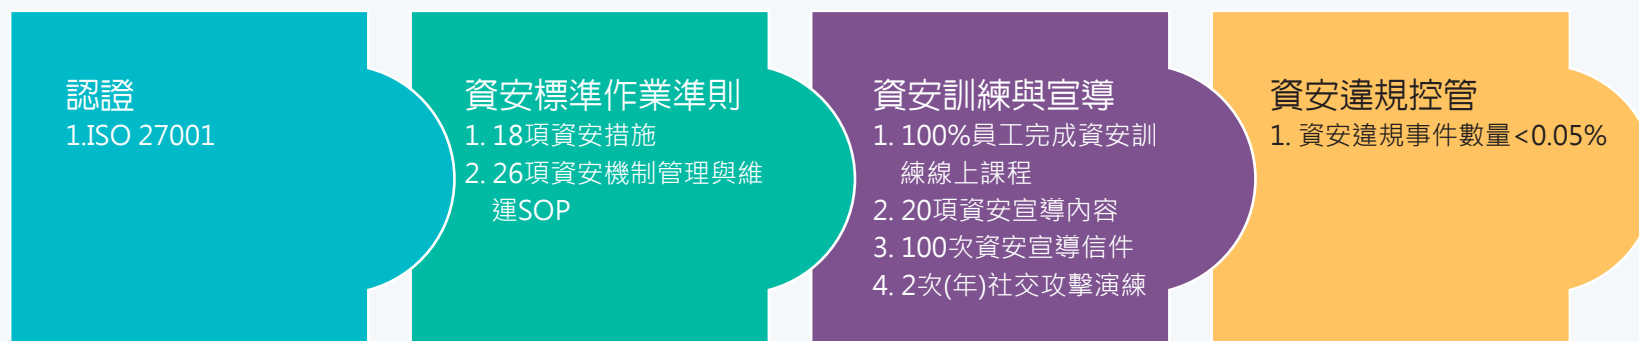 認證
1.ISO 27001
資安標準作業準則
1. 18項資安措施
2. 26項資安機制管理與維
運SOP
資安訓練與宣導
1. 100%員工完成資安訓
練線上課程
2. 20項資安宣導內容
3. 100次資安宣導信件
4. 2次(年)社交攻擊演練
資安違規控管
1. 資安違規事件數量<0.05%